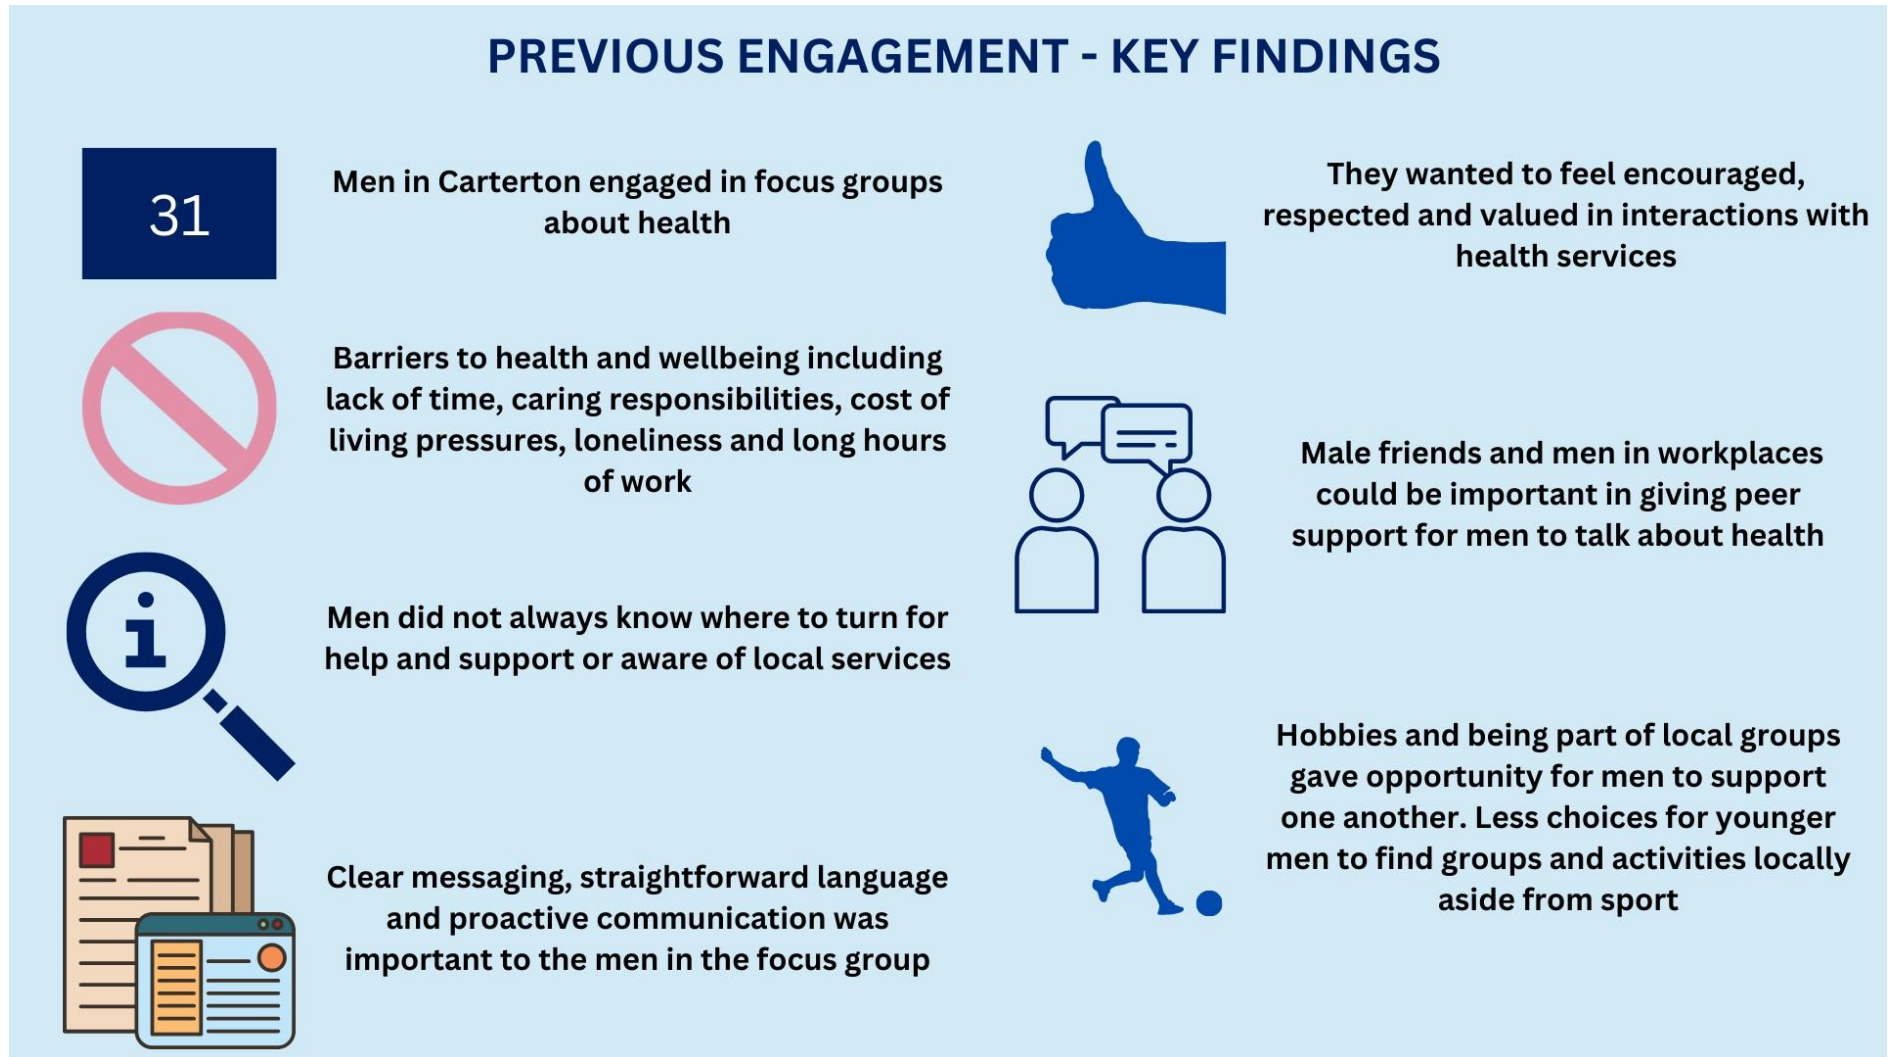 PREVIOUS ENGAGEMENT - KEY FINDINGS
31
Men in Carterton engaged in focus groups
about health
Barriers to health and wellbeing including
lack of time, caring responsibilities, cost of
living pressures, loneliness and long hours
of work
i
Men did not always know where to turn for
help and support or aware of local services
Clear messaging, straightforward language
and proactive communication was
important to the men in the focus group
They wanted to feel encouraged,
respected and valued in interactions with
health services
Male friends and men in workplaces
could be important in giving peer
support for men to talk about health
Hobbies and being part of local groups
gave opportunity for men to support
one another. Less choices for younger
men to find groups and activities locally
aside from sport